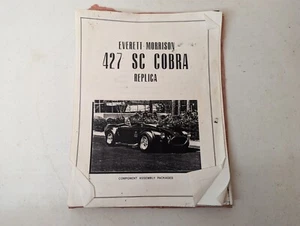 EVERETT-MORRISON
427 SC COBRA
REPLICA
COMPONENT ASSEMBLY PACKAGES